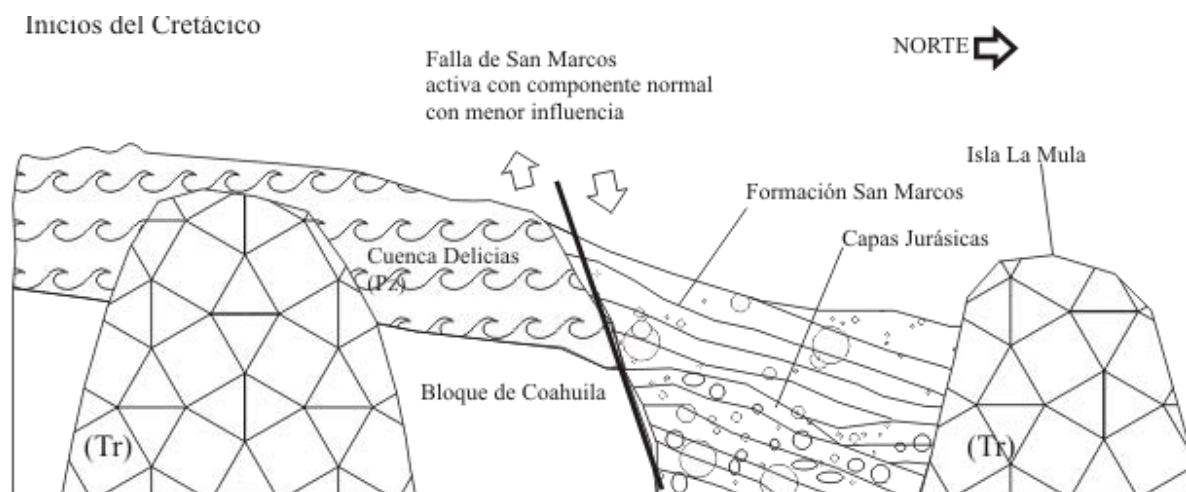 Inicios del Cretácico
NORTE
Falla de San Marcos
activa con componente normal
con menor influencia
Isla La Mula
Formación San Marcos
Capas Jurásicas
Cuenca Delicias
(Pz)
Bloque de Coahuila
(Tr)
(Tr)